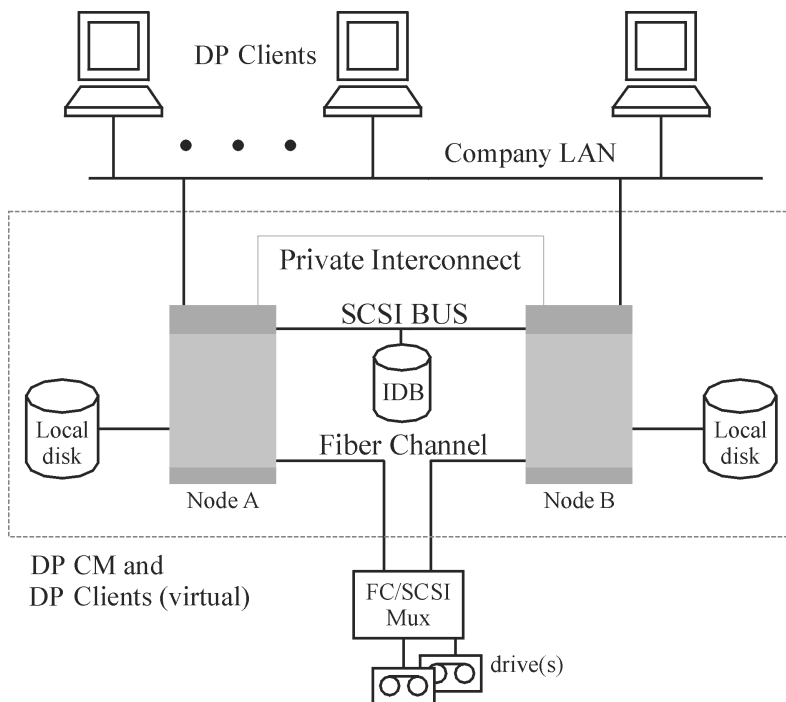 DP Clients
Company LAN
Private Interconnect
SCSI BUS
IDB
Local
disk
Local
disk
Fiber Channel
Node A
Node B
DP CM and
DP Clients (virtual)
FC/SCSI
Mux
drive(s)